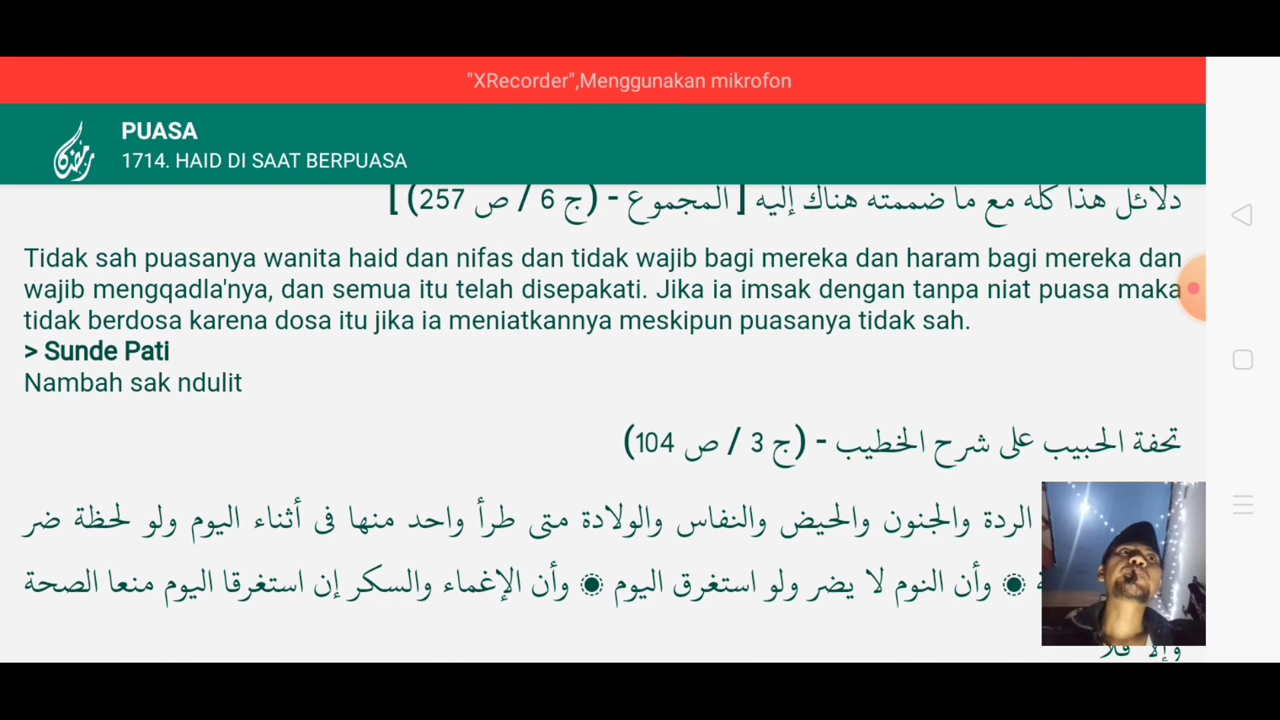 "XRecorder",Menggunakan mikrofon
PUASA
1714. HAID DI SAAT BERPUASA
دلائل هذا كله مع ما ضممته هناك إليه [ المجموع - (ج 6 / ص 257) ]
Tidak sah puasanya wanita haid dan nifas dan tidak wajib bagi mereka dan haram bagi mereka dan
wajib mengqadla'nya, dan semua itu telah disepakati. Jika ia imsak dengan tanpa niat puasa maka
tidak berdosa karena dosa itu jika ia meniatkannya meskipun puasanya tidak sah.
> Sunde Pati
Nambah sak ndulit
تحفة الحبيب على شرح الخطيب - (ج 3 / ص 104)
الردة والجنون والحيض والنفاس والولادة متى طرأ واحد منها فى أثناء اليوم ولو لحظة ضر
وأن النوم لا يضر ولو استغرق اليوم ۞ وأن الإغماء والسكر إن استغرقا اليوم منعا الصحة
وإلا فلا